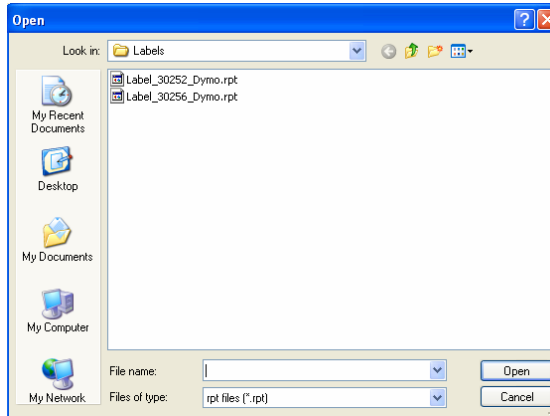 Open
Look in:
Labels
Label_30252_Dymo.rpt
Label_30256_Dymo.rpt
My Recent
Documents
Desktop
My Documents
My Computer
My Network
File name:
Open
Files of type:
rpt files (*.rpt)
Cancel